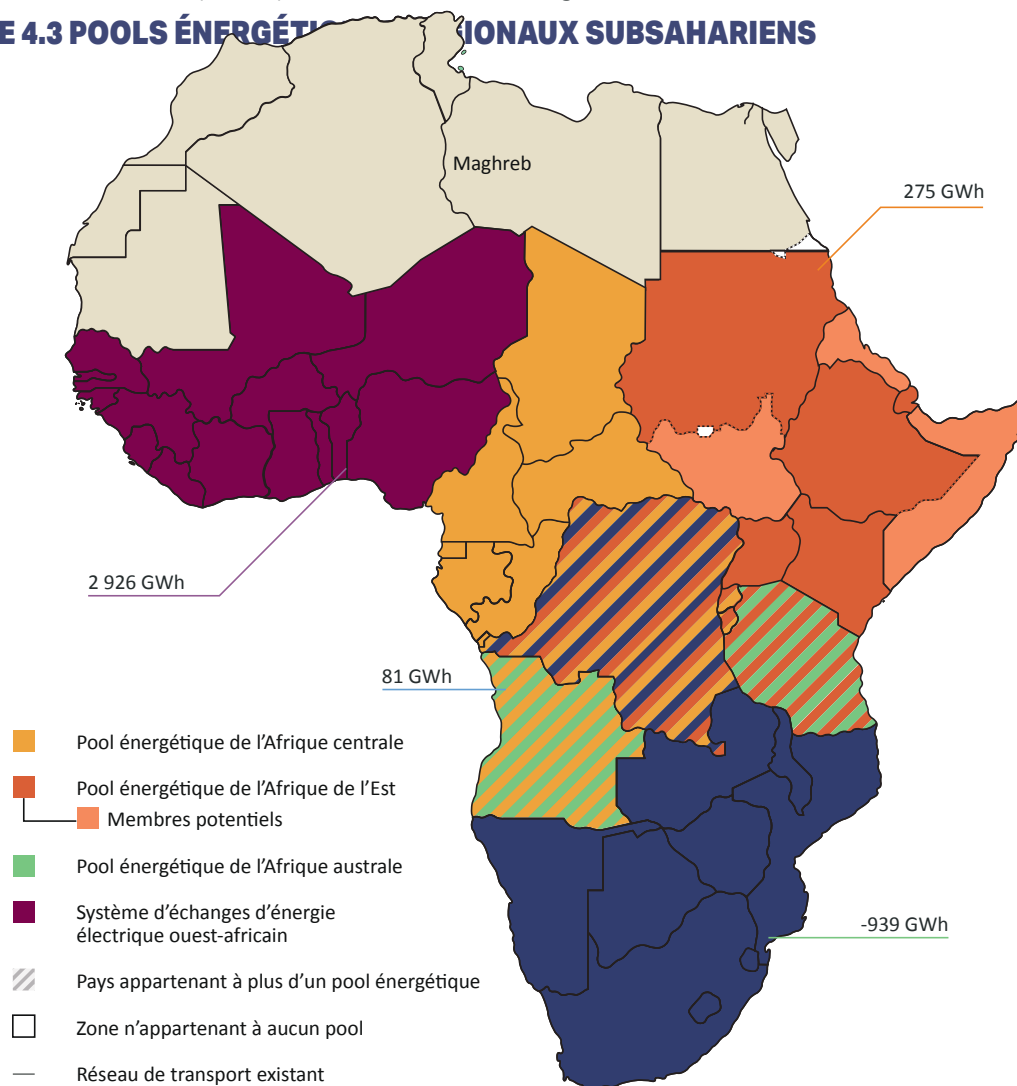 E 4.3 POOLS ÉNERGÉTI IONAUX SUBSAHARIENS
Maghreb
275 GWh
2 926 GWh
81 GWh
-939 GWh
Pool énergétique de l'Afrique centrale
Pool énergétique de l'Afrique de l'Est
Membres potentiels
Pool énergétique de l'Afrique australe
Système d'échanges d'énergie
électrique ouest-africain
Pays appartenant à plus d'un pool énergétique
Zone n'appartenant à aucun pool
Réseau de transport existant